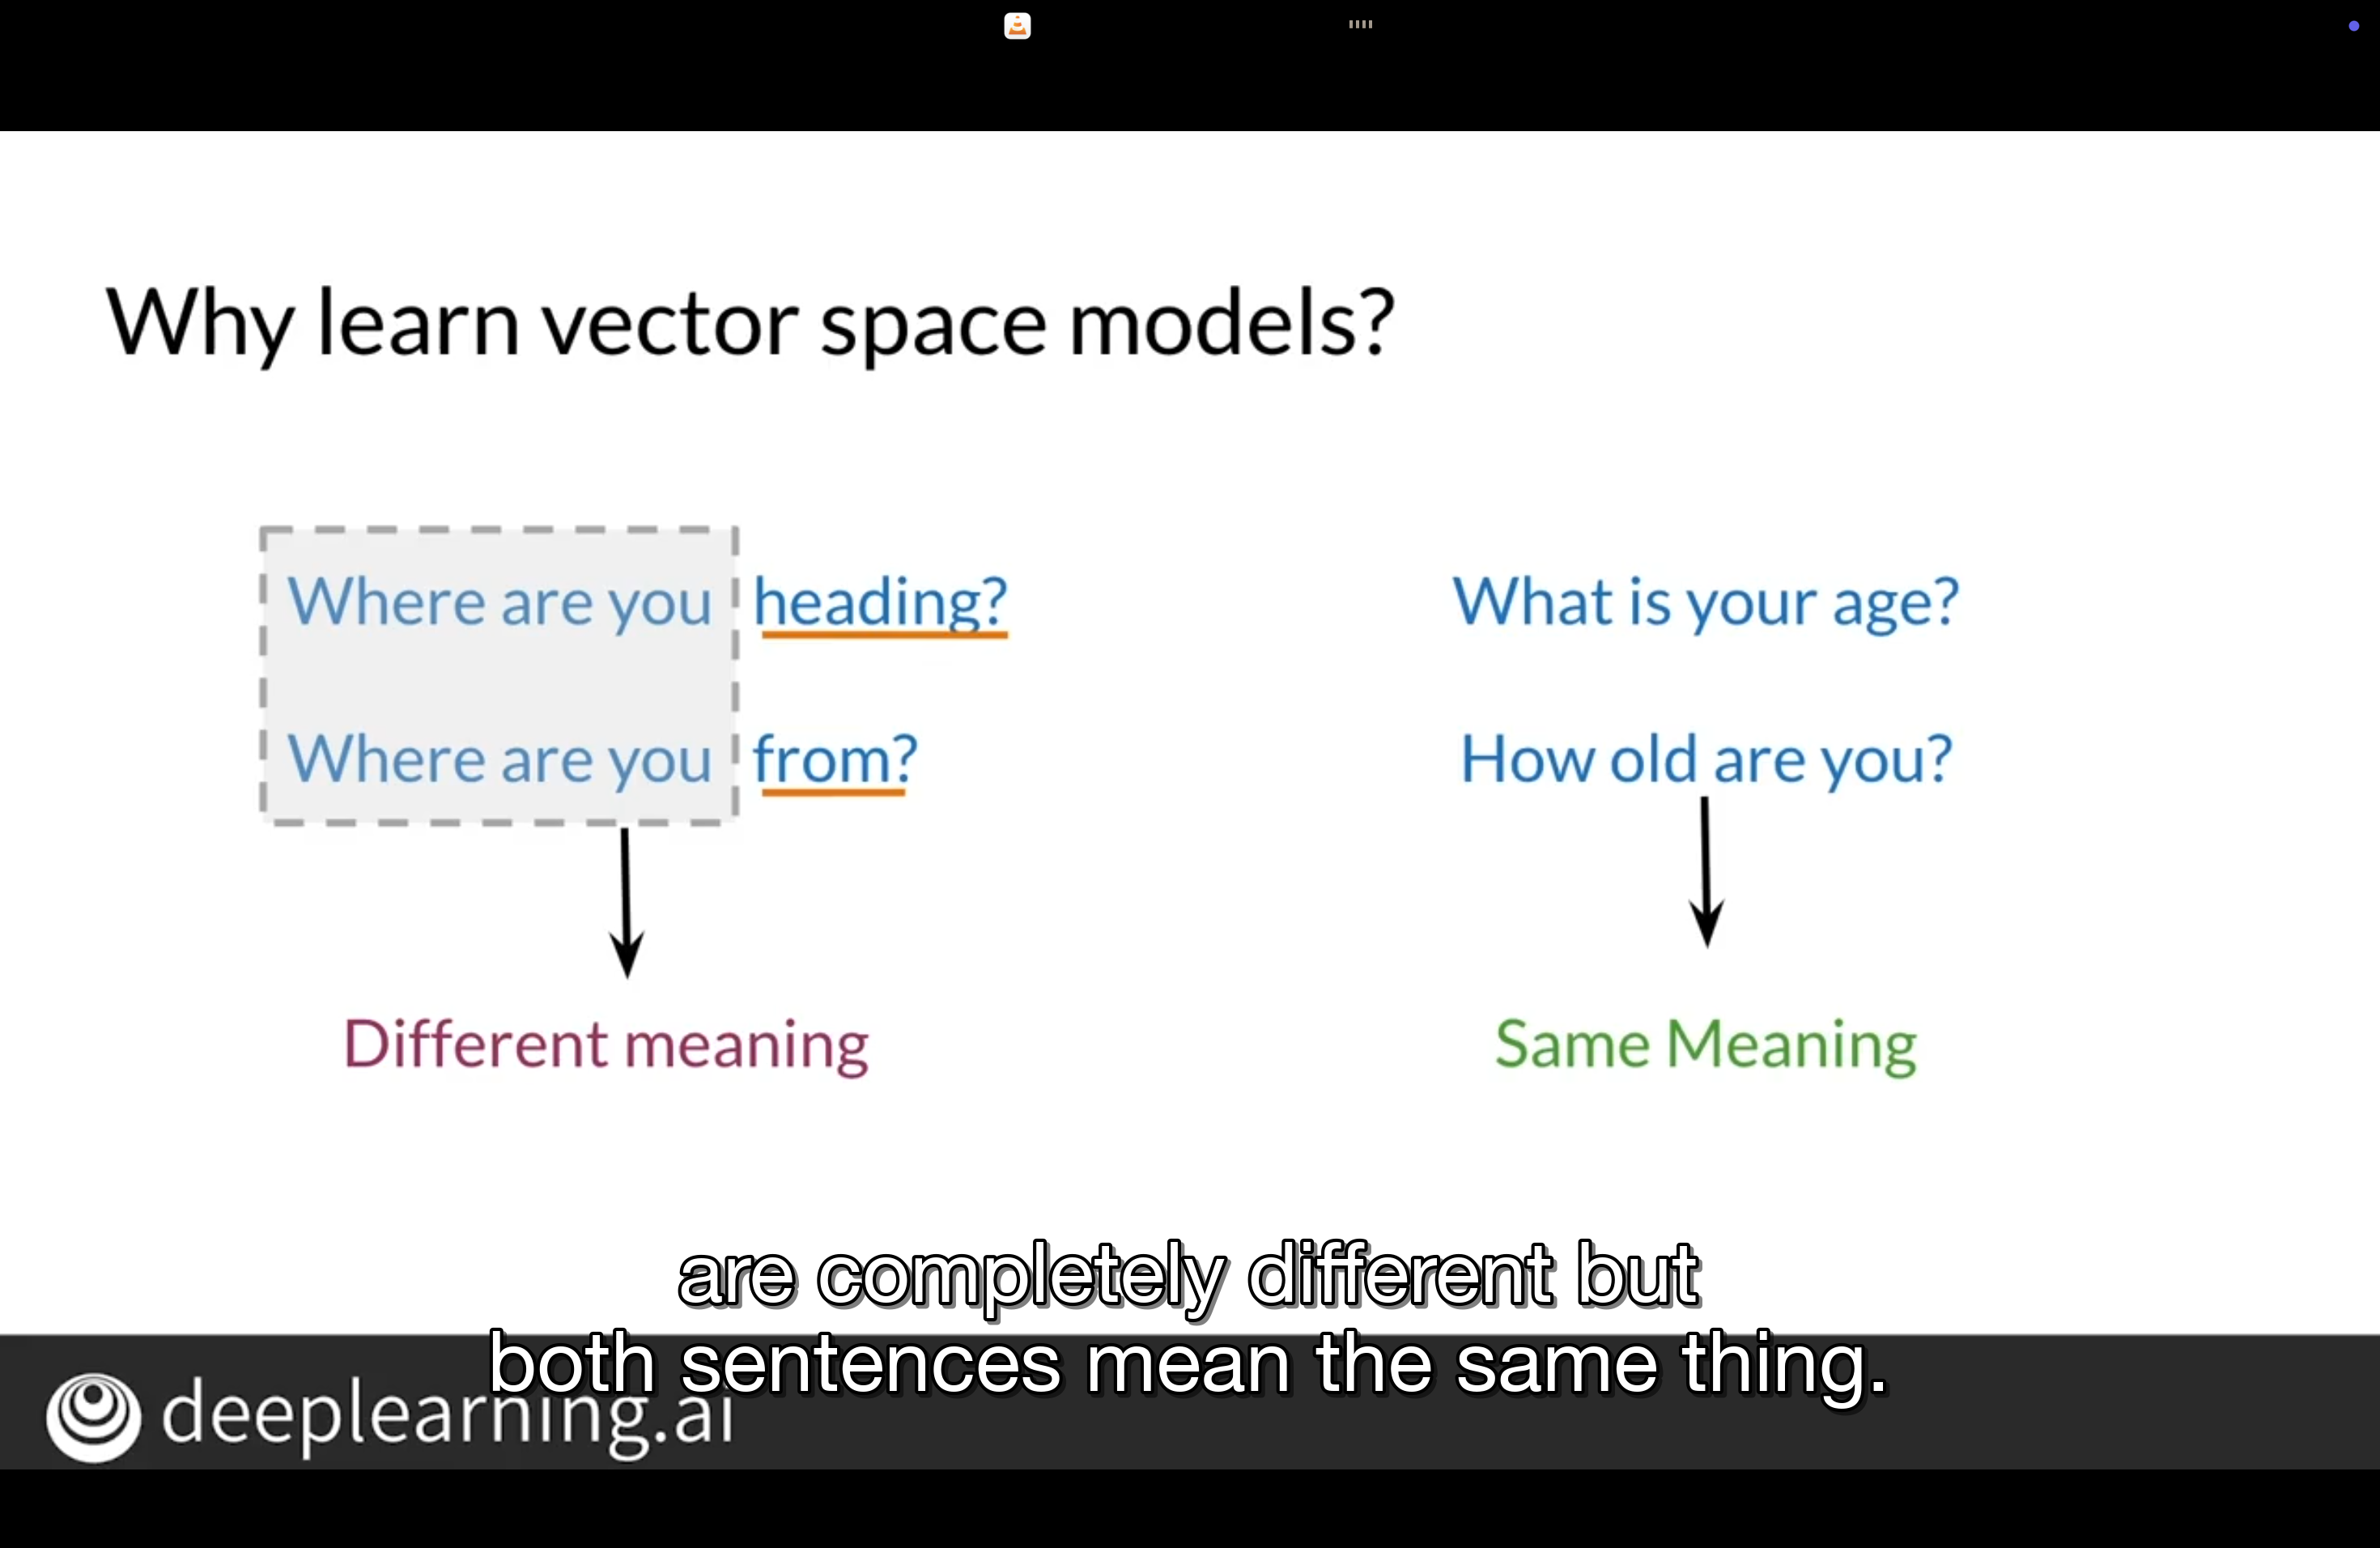 Why learn vector space models?
Where are you heading?
Where are you from?
Different meaning
What is your age?
How old are you?
Same Meaning
are completely different but
both sentences mean the same thing.
deeplearning.ai